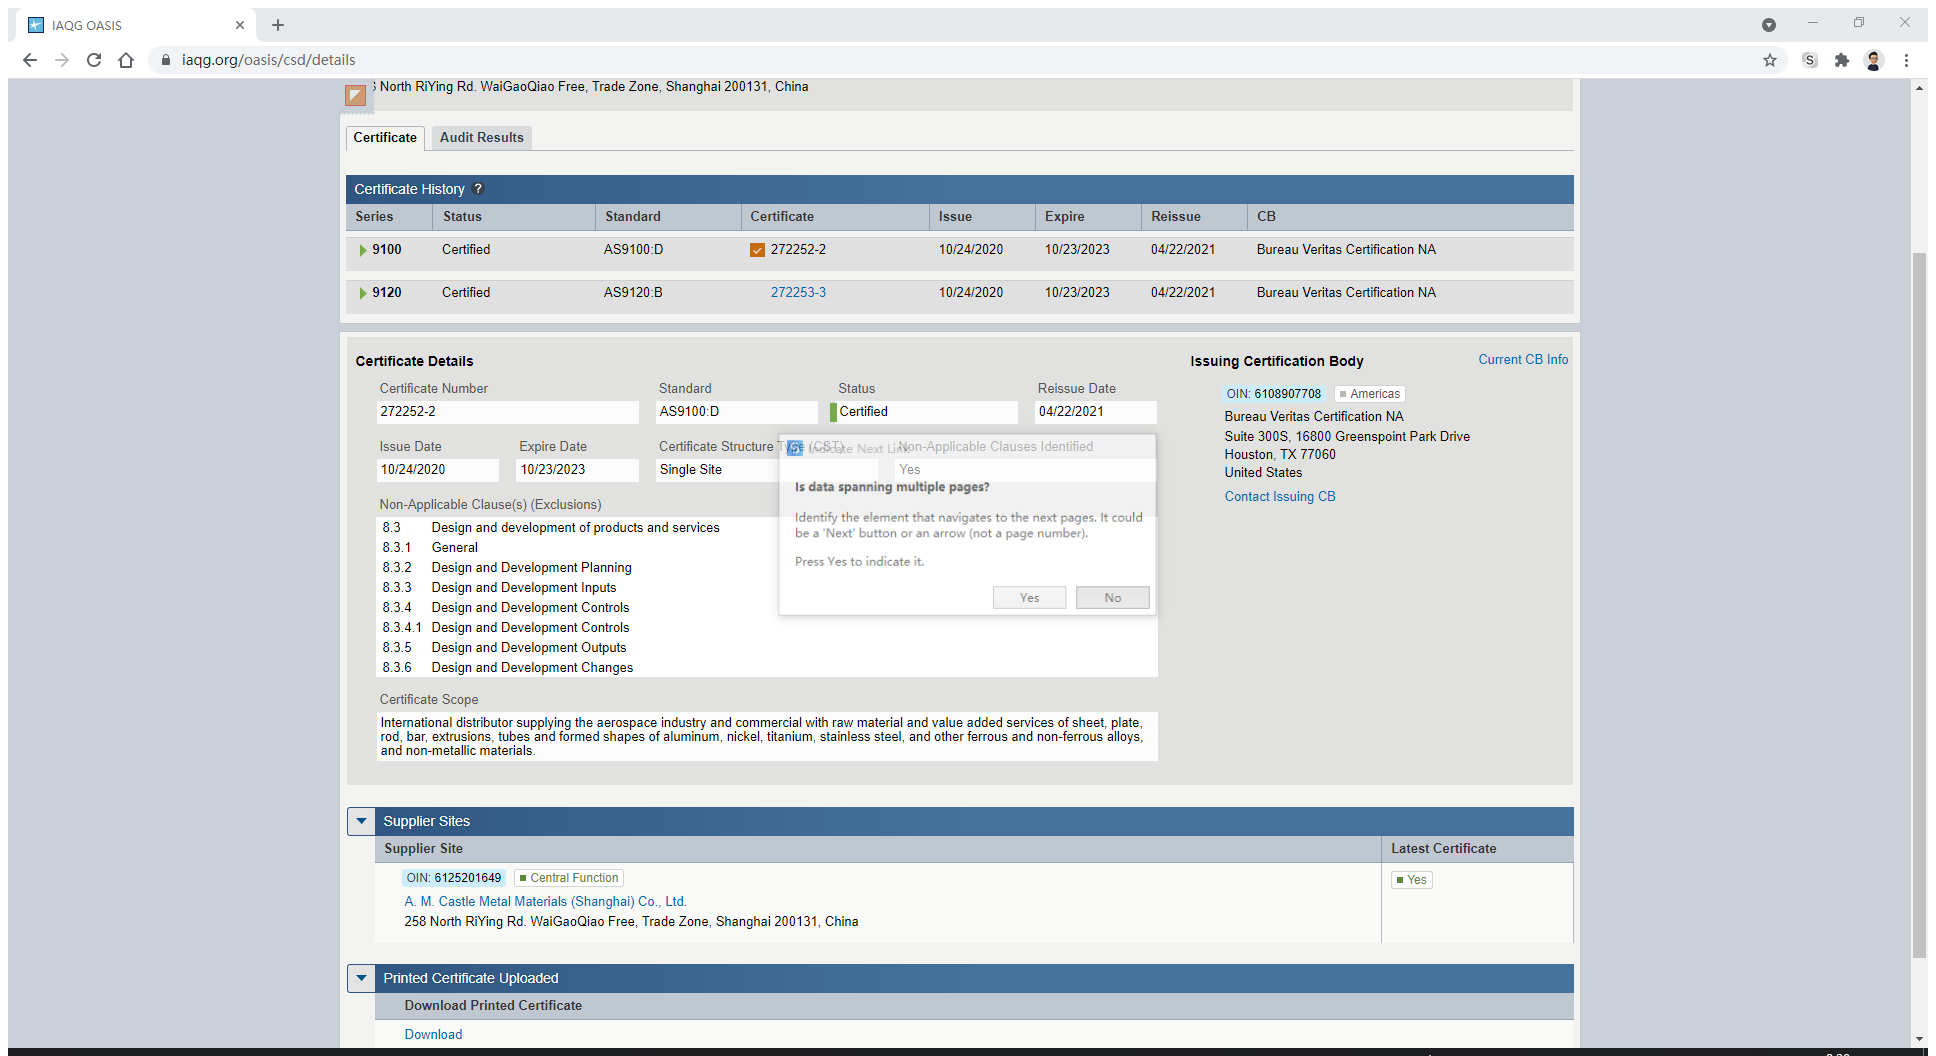 IAQG OASIS
iaqg.org/oasis/csd/details
North RiYing Rd. WaiGaoQiao Free, Trade Zone, Shanghai 200131, China
Certificate Audit Results
Certificate History ?
Series Status Standard Certificate Issue Expire Reissue CB
9100 Certified AS9100:D 272252-2 10/24/2020 10/23/2023 04/22/2021 Bureau Veritas Certification NA
9120 Certified AS9120:B 272253-3 10/24/2020 10/23/2023 04/22/2021 Bureau Veritas Certification NA
Certificate Details
Certificate Number Standard Status Reissue Date
272252-2 AS9100:D Certified 04/22/2021
Issue Date Expire Date Certificate Structure Type (CST) Non-Applicable Clauses Identified
10/24/2020 10/23/2023 Single Site Yes
Non-Applicable Clause(s) (Exclusions)
8.3 Design and development of products and services
8.3.1 General
8.3.2 Design and Development Planning
8.3.3 Design and Development Inputs
8.3.4 Design and Development Controls
8.3.4.1 Design and Development Controls
8.3.5 Design and Development Outputs
8.3.6 Design and Development Changes
Certificate Scope
International distributor supplying the aerospace industry and commercial with raw material and value added services of sheet, plate,
rod, bar, extrusions, tubes and formed shapes of aluminum, nickel, titanium, stainless steel, and other ferrous and non-ferrous alloys,
and non-metallic materials.
Indicate Next Link
Is data spanning multiple pages?
Identify the element that navigates to the next pages. It could
be a 'Next' button or an arrow (not a page number).
Press Yes to indicate it.
Yes No
Issuing Certification Body Current CB Info
OIN: 6108907708 Americas
Bureau Veritas Certification NA
Suite 300S, 16800 Greenspoint Park Drive
Houston, TX 77060
United States
Contact Issuing CB
Supplier Sites
Supplier Site Latest Certificate
OIN: 6125201649 Central Function Yes
A. M. Castle Metal Materials (Shanghai) Co., Ltd.
258 North RiYing Rd. WaiGaoQiao Free, Trade Zone, Shanghai 200131, China
Printed Certificate Uploaded
Download Printed Certificate
Download